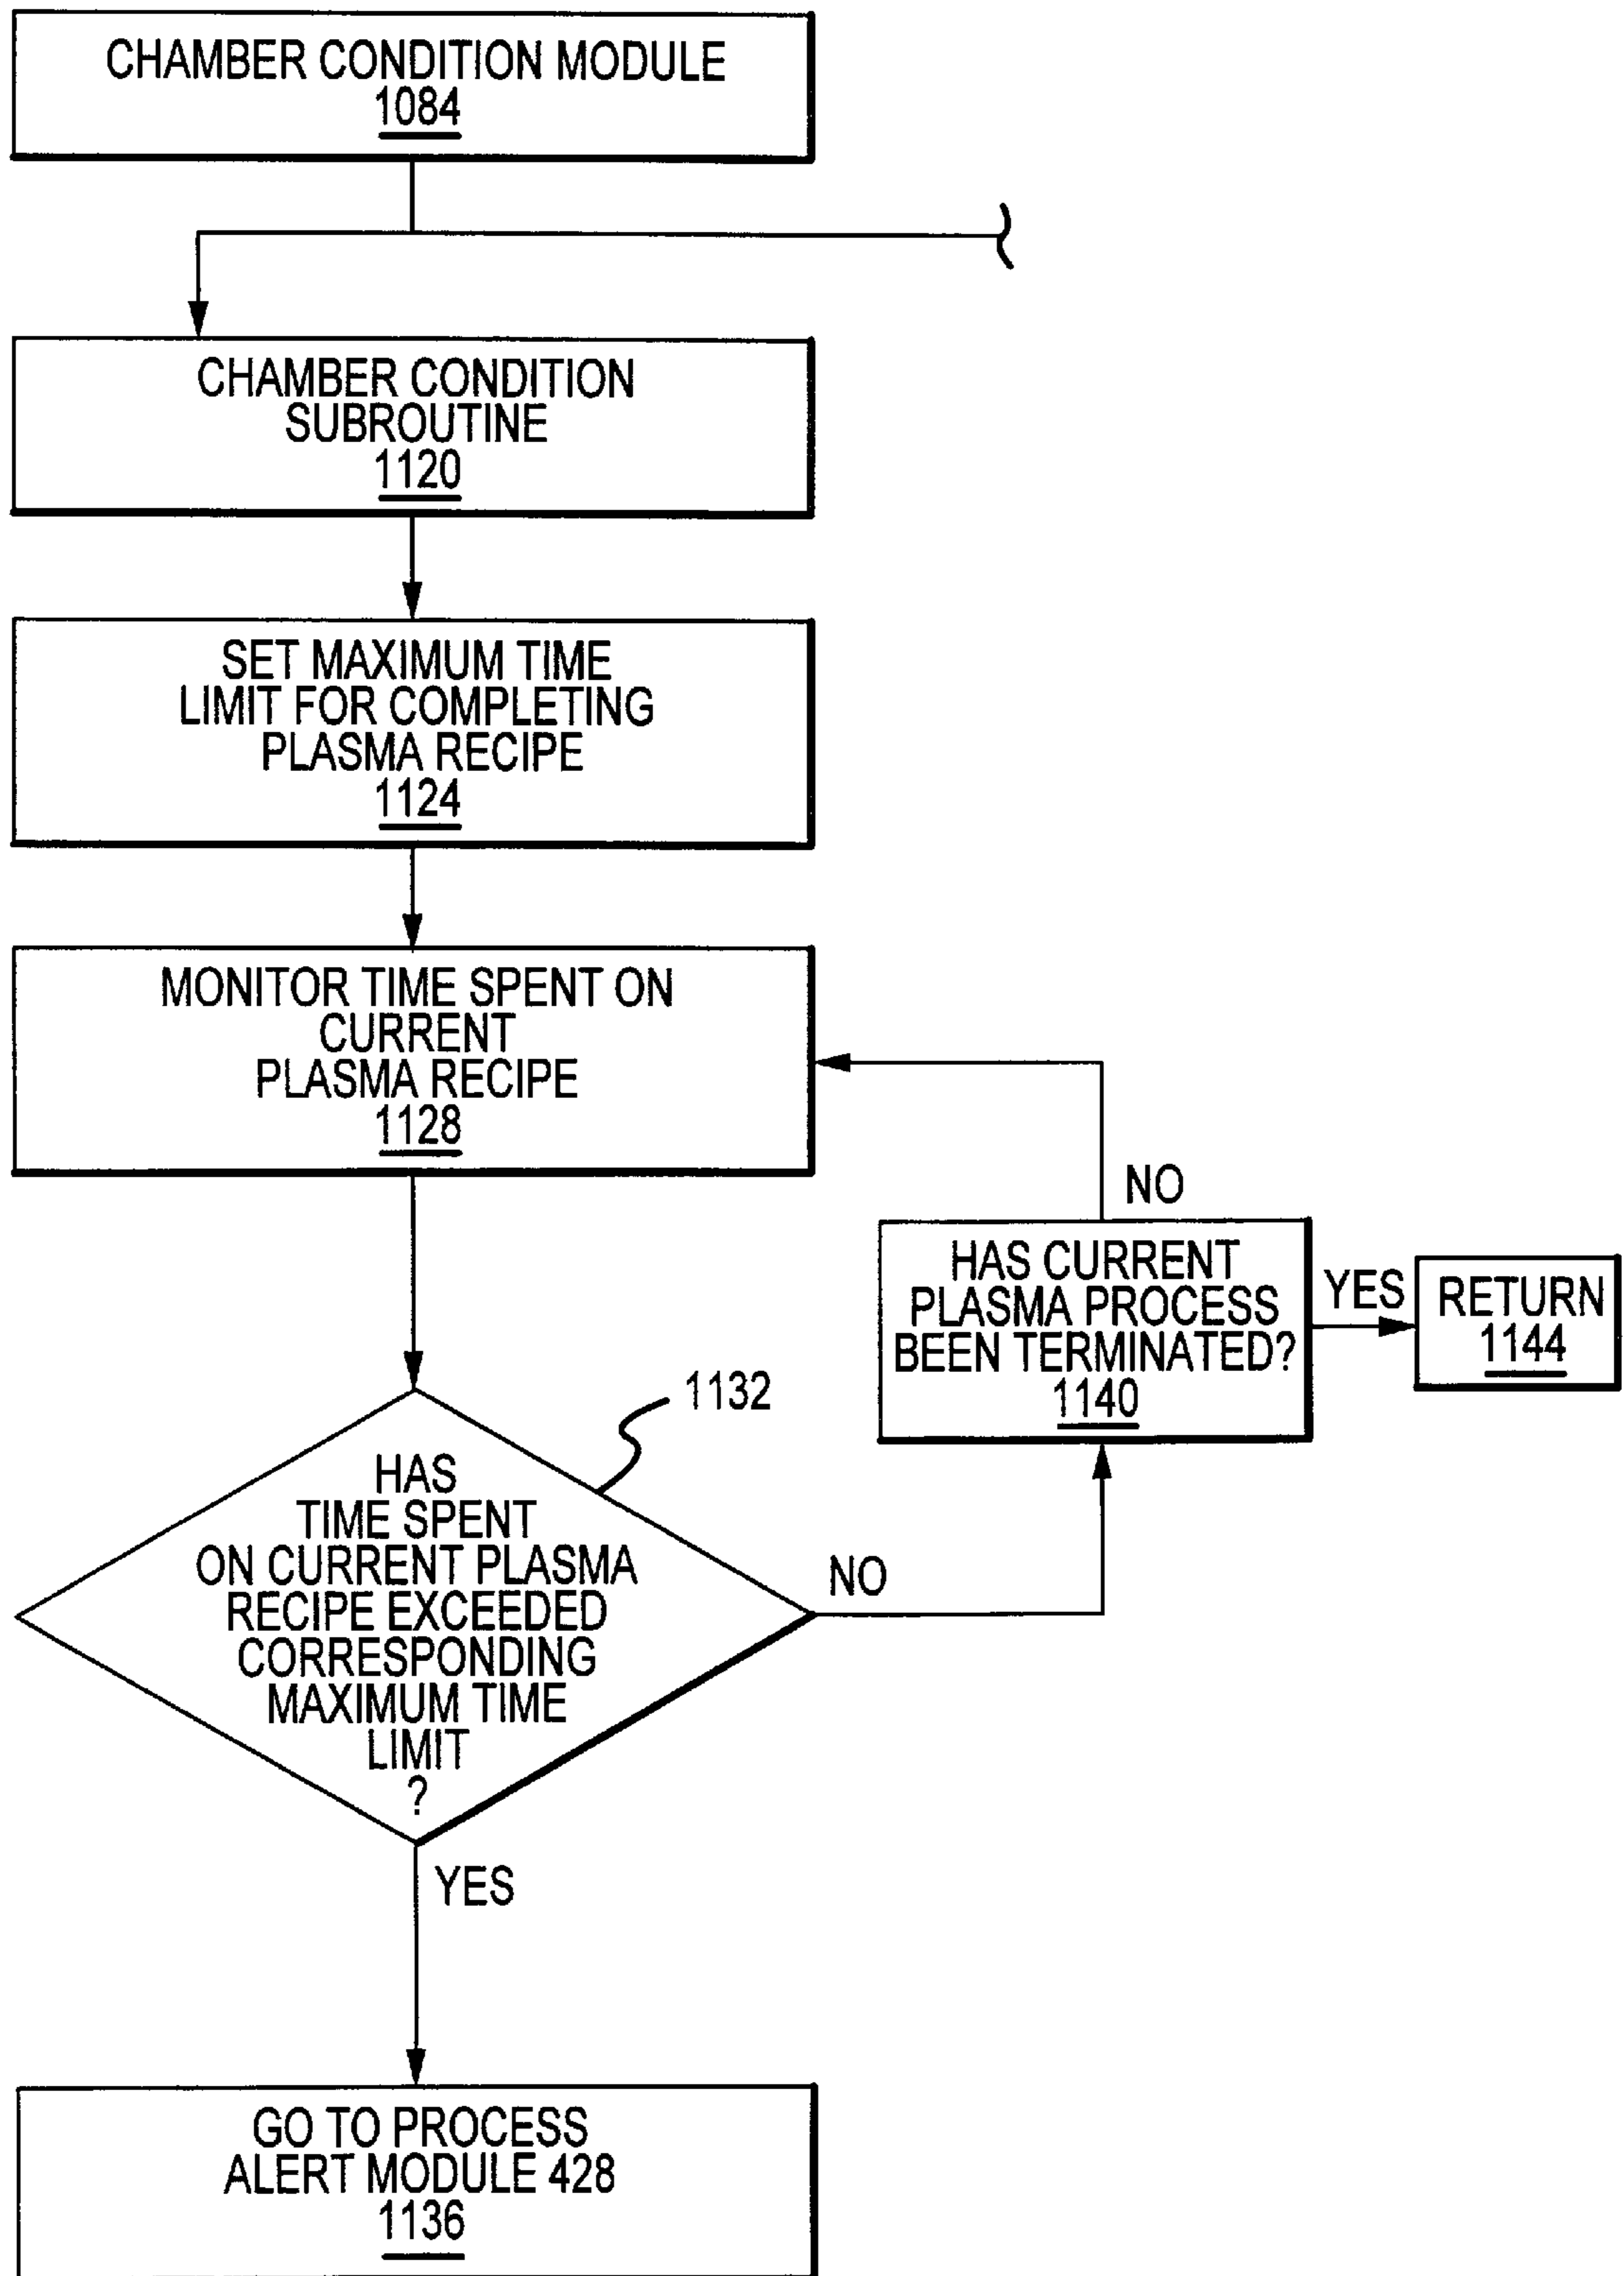 CHAMBER CONDITION MODULE
1084
CHAMBER CONDITION
SUBROUTINE
1120
SET MAXIMUM TIME
LIMIT FOR COMPLETING
PLASMA RECIPE
1124
MONITOR TIME SPENT ON
CURRENT
PLASMA RECIPE
1128
NO
HAS CURRENT
PLASMA PROCESS
BEEN TERMINATED?
1140
YES
RETURN
1144
1132
HAS
TIME SPENT
ON CURRENT PLASMA
RECIPE EXCEEDED
CORRESPONDING
MAXIMUM TIME
LIMIT
?
NO
YES
GO TO PROCESS
ALERT MODULE 428
1136